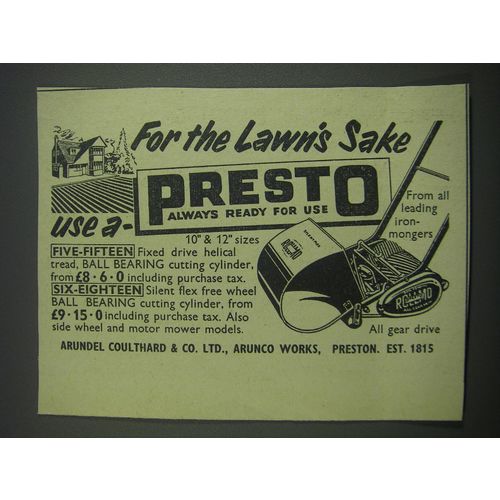 For the Lawn's Sake
use a-
PRESTO
ALWAYS READY FOR USE
10" & 12" sizes
FIVE-FIFTEEN Fixed drive helical
tread, BALL BEARING cutting cylinder,
from £8·6·0 including purchase tax.
SIX-EIGHTEEN Silent flex free wheel
BALL BEARING cutting cylinder, from
£9·15·0 including purchase tax. Also
side wheel and motor mower models.
From all
leading
iron-
mongers
ROLLMO
All gear drive
ARUNDEL COULTHARD & CO. LTD., ARUNCO WORKS, PRESTON. EST. 1815